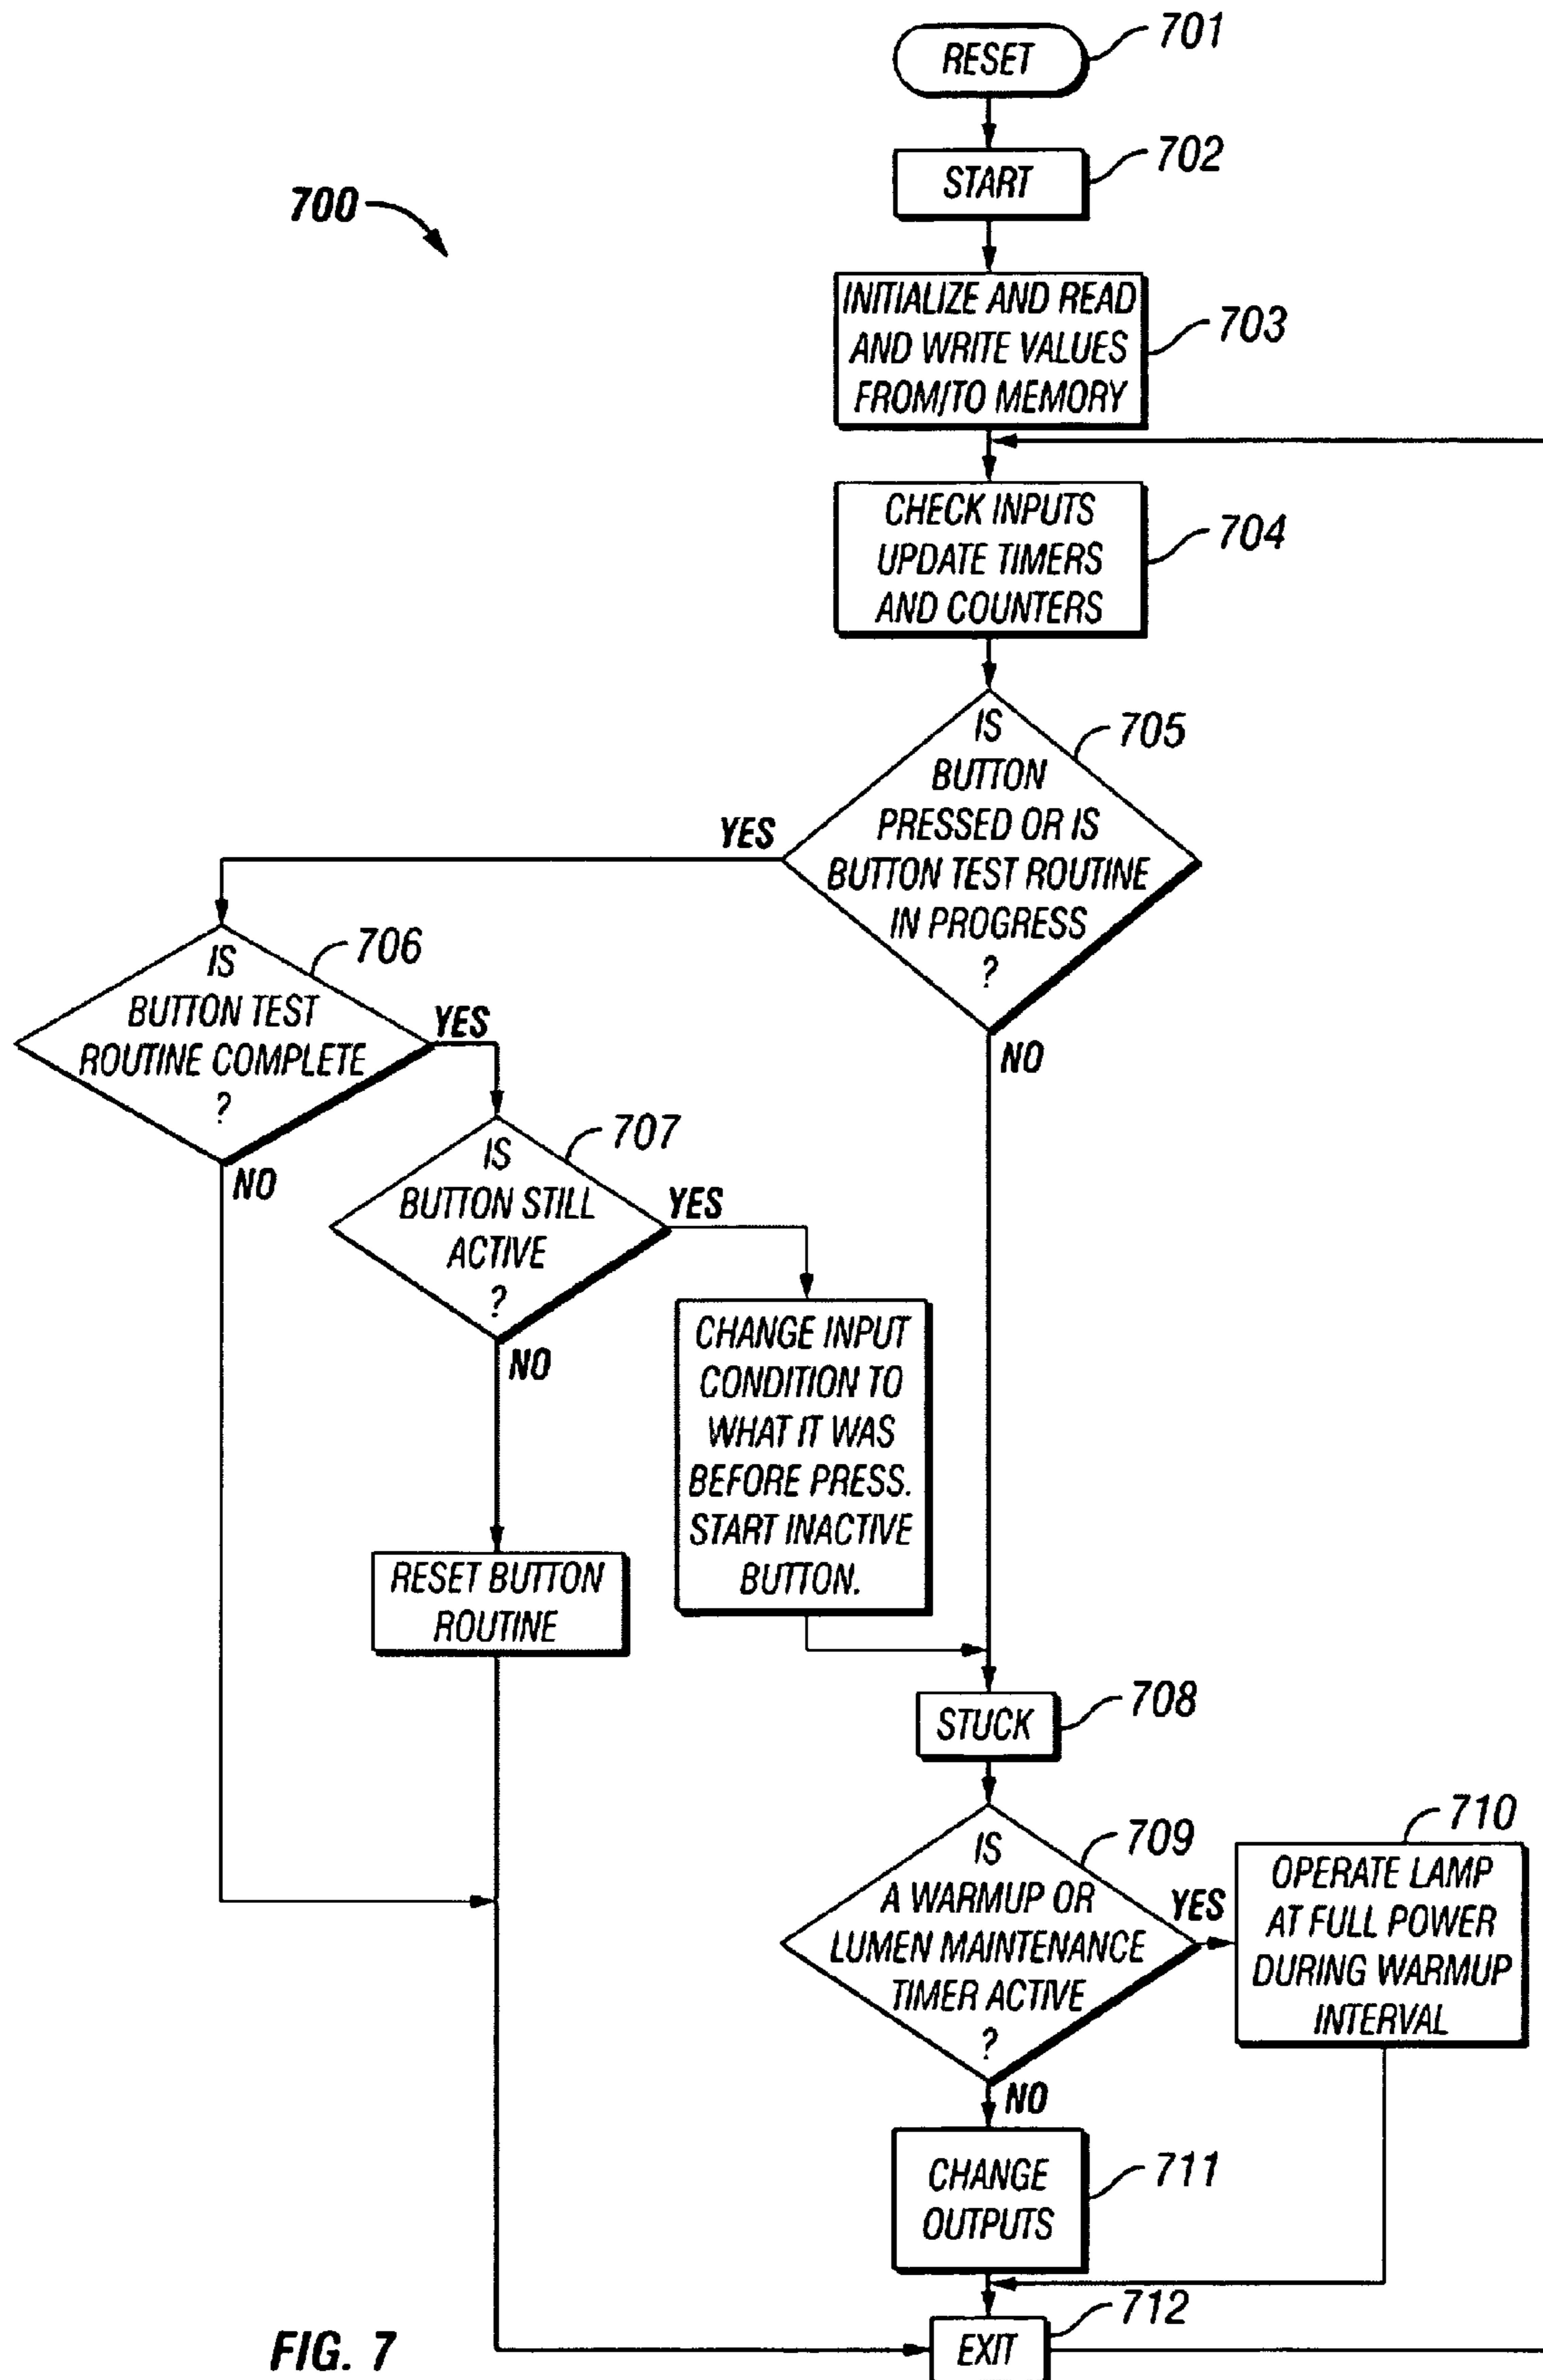 RESET
701
START
702
700
INITIALIZE AND READ
AND WRITE VALUES
FROM/TO MEMORY
703
CHECK INPUTS
UPDATE TIMERS
AND COUNTERS
704
IS
BUTTON
PRESSED OR IS
BUTTON TEST ROUTINE
IN PROGRESS
?
705
YES
NO
IS
BUTTON TEST
ROUTINE COMPLETE
?
706
YES
NO
IS
BUTTON STILL
ACTIVE
?
707
YES
NO
CHANGE INPUT
CONDITION TO
WHAT IT WAS
BEFORE PRESS.
START INACTIVE
BUTTON.
RESET BUTTON
ROUTINE
STUCK
708
IS
A WARMUP OR
LUMEN MAINTENANCE
TIMER ACTIVE
?
709
YES
NO
OPERATE LAMP
AT FULL POWER
DURING WARMUP
INTERVAL
710
CHANGE
OUTPUTS
711
EXIT
712
FIG. 7